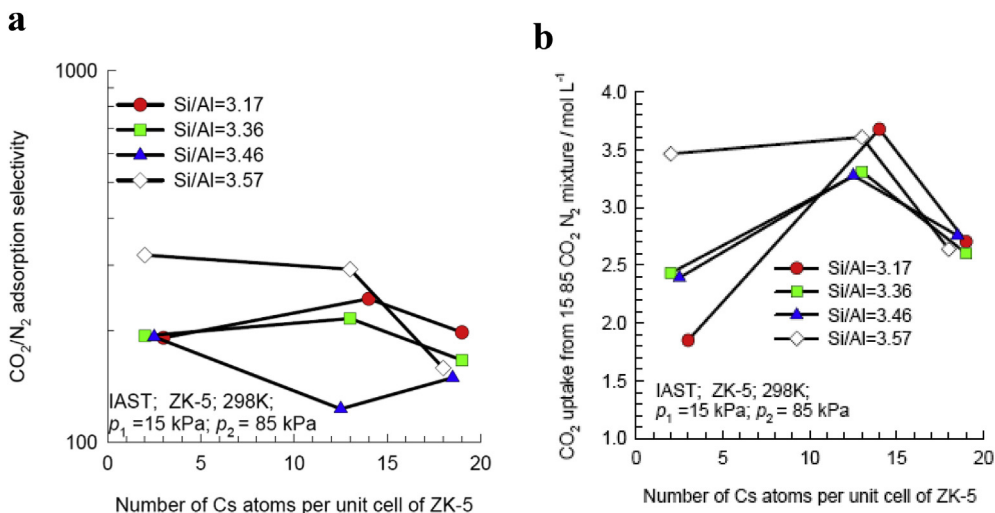 a
1000
Si/Al=3.17
Si/Al=3.36
Si/Al=3.46
Si/Al=3.57
CO₂/N₂ adsorption selectivity
IAST; ZK-5; 298K;
p₁ =15 kPa; p₂ = 85 kPa
100
0 5 10 15 20
Number of Cs atoms per unit cell of ZK-5
b
CO₂ uptake from 15 85 CO₂ N₂ mixture / mol L⁻¹
4.0
3.5
3.0
2.5
2.0
1.5
1.0
Si/Al=3.17
Si/Al=3.36
Si/Al=3.46
Si/Al=3.57
IAST; ZK-5; 298K;
p₁ =15 kPa; p₂ = 85 kPa
0 5 10 15 20
Number of Cs atoms per unit cell of ZK-5